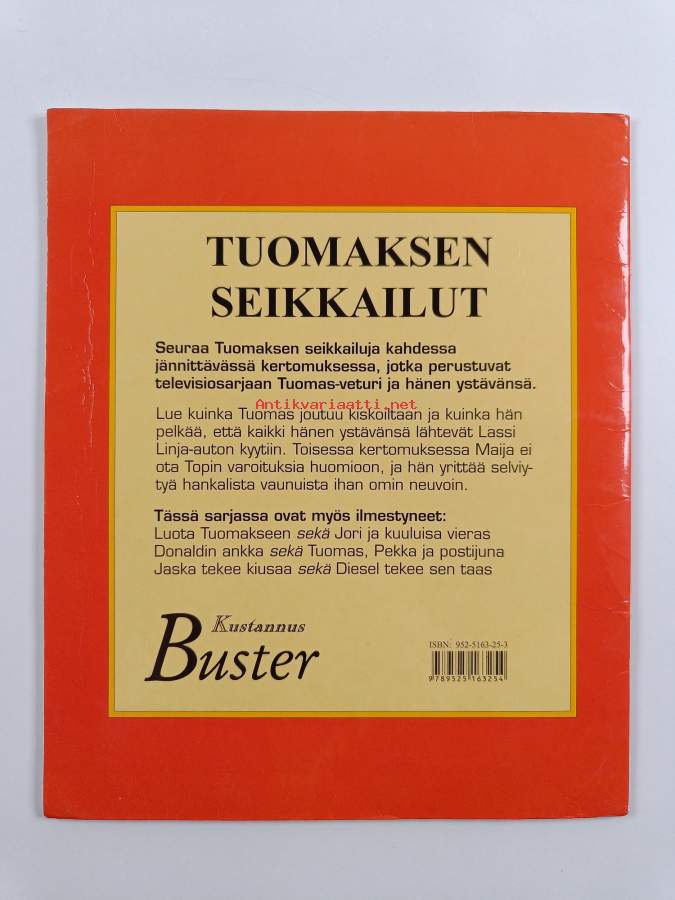 TUOMAKSEN
SEIKKAILUT
Seuraa Tuomaksen seikkailuja kahdessa
jännittävässä kertomuksessa, jotka perustuvat
televisiosarjaan Tuomas-veturi ja hänen ystävänsä.
Antikvariaatti.net
Lue kuinka Tuomas joutuu kiskoiltaan ja kuinka hän
pelkää, että kaikki hänen ystävänsä lähtevät Lassi
Linja-auton kyytiin. Toisessa kertomuksessa Maija ei
ota Topin varoituksia huomioon, ja hän yrittää selviy-
tyä hankalista vaunuista ihan omin neuvoin.
Tässä sarjassa ovat myös ilmestyneet:
Luota Tuomakseen sekä Jori ja kuuluisa vieras
Donaldin ankka sekä Tuomas, Pekka ja postijuna
Jaska tekee kiusaa sekä Diesel tekee sen taas
Kustannus
Buster
ISBN: 952-5163-25-3
9 789525 163254